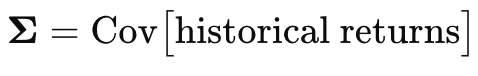 Σ = Cov[historical returns]